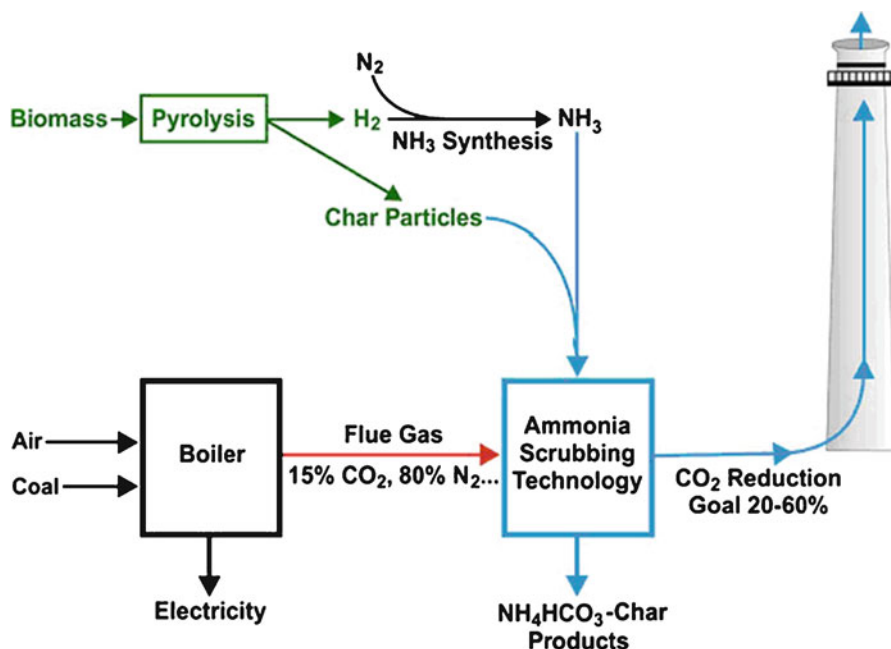 N₂
Biomass
Pyrolysis
H₂
NH₃ Synthesis
NH₃
Char Particles
Air
Coal
Boiler
Flue Gas
15% CO₂, 80% N₂...
Ammonia
Scrubbing
Technology
CO₂ Reduction
Goal 20-60%
Electricity
NH₄HCO₃-Char
Products